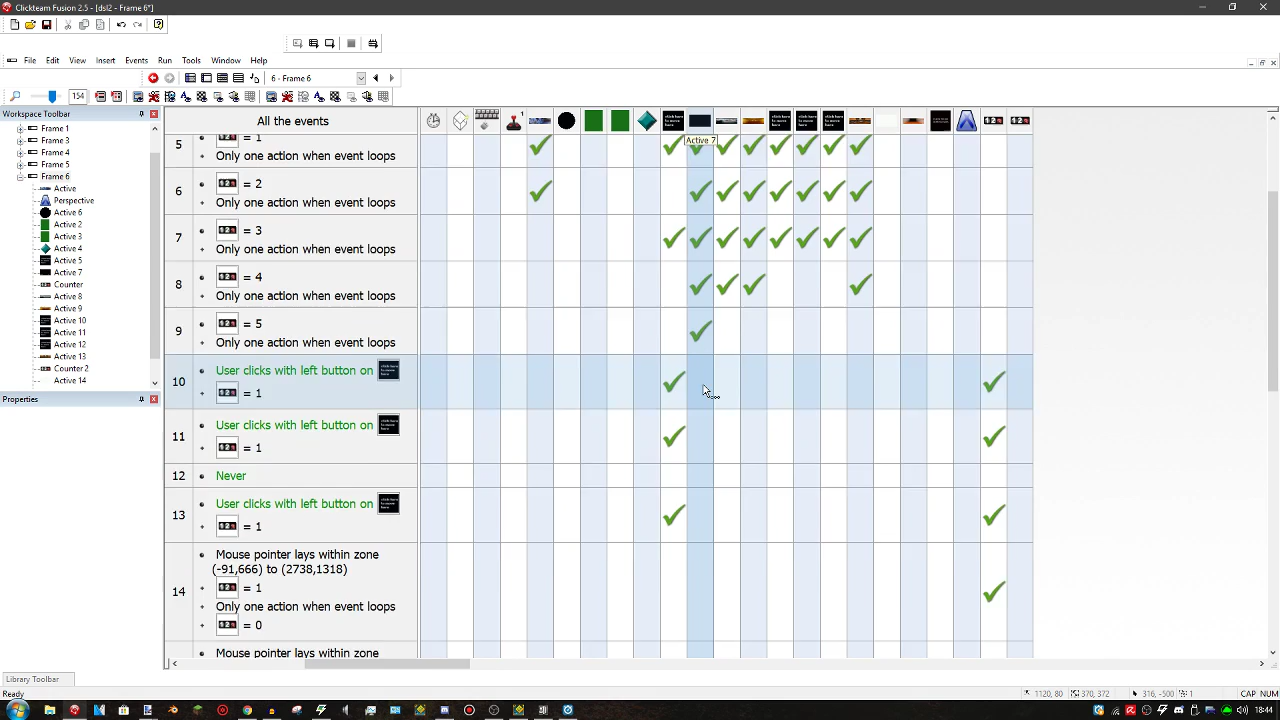 Clickteam Fusion 2.5 - [dsl2 - Frame 6*]
File Edit View Insert Events Run Tools Window Help
6 - Frame 6
154
Workspace Toolbar
Frame 1
Frame 3
Frame 5
Frame 6
Active
Perspective
Active 6
Active 2
Active 3
Active 4
Active 5
Active 7
Counter
Active 8
Active 9
Active 10
Active 11
Active 12
Active 13
Counter 2
Active 14
Properties
All the events
Active 7
5
= 1
Only one action when event loops
6
= 2
Only one action when event loops
7
= 3
Only one action when event loops
8
= 4
Only one action when event loops
9
= 5
Only one action when event loops
10
User clicks with left button on
= 1
11
User clicks with left button on
= 1
12
Never
13
User clicks with left button on
= 1
14
Mouse pointer lays within zone
(-91,666) to (2738,1318)
= 1
Only one action when event loops
= 0
Mouse pointer lays within zone
Library Toolbar
Ready
1120, 80 370, 372 316, -500 1 CAP NUM
18:44